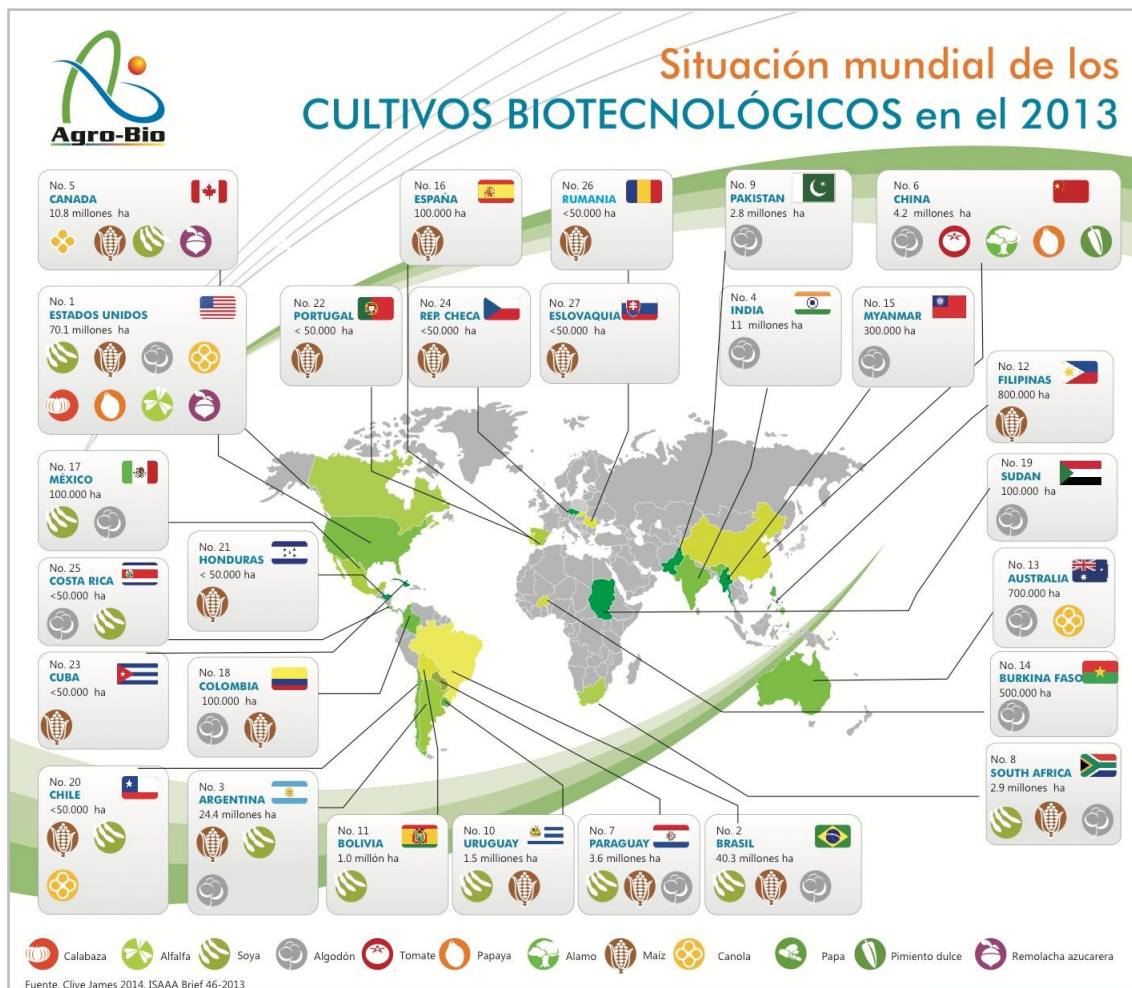 Agro-Bio
Situación mundial de los
CULTIVOS BIOTECNOLÓGICOS en el 2013
No. 5
CANADA
10.8 millones ha
No. 16
ESPAÑA
100.000 ha
No. 26
RUMANIA
<50.000 ha
No. 9
PAKISTAN
2.8 millones ha
No. 6
CHINA
4.2 millones ha
No. 1
ESTADOS UNIDOS
70.1 millones ha
No. 22
PORTUGAL
< 50.000 ha
No. 24
REP. CHECA
<50.000 ha
No. 27
ESLOVAQUIA
<50.000 ha
No. 4
INDIA
11 millones ha
No. 15
MYANMAR
300.000 ha
No. 12
FILIPINAS
800.000 ha
No. 17
MÉXICO
100.000 ha
No. 19
SUDAN
100.000 ha
No. 21
HONDURAS
< 50.000 ha
No. 25
COSTA RICA
<50.000 ha
No. 13
AUSTRALIA
700.000 ha
No. 23
CUBA
<50.000 ha
No. 18
COLOMBIA
100.000 ha
No. 14
BURKINA FASO
500.000 ha
No. 20
CHILE
<50.000 ha
No. 3
ARGENTINA
24.4 millones ha
No. 8
SOUTH AFRICA
2.9 millones ha
No. 11
BOLIVIA
1.0 millón ha
No. 10
URUGUAY
1.5 milliones ha
No. 7
PARAGUAY
3.6 millones ha
No. 2
BRASIL
40.3 millones ha
Calabaza Alfalfa Soya Algodón Tomate Papaya Alamo Maíz Canola Papa Pimiento dulce Remolacha azucarera
Fuente. Clive James 2014. ISAAA Brief 46-2013